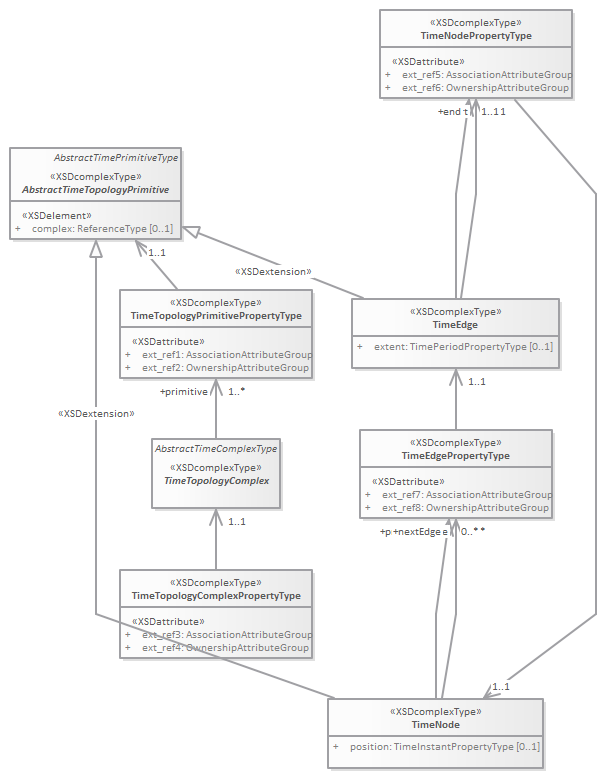 «XSDcomplexType»
TimeNodePropertyType
«XSDattribute»
+ ext_ref5: AssociationAttributeGroup
+ ext_ref6: OwnershipAttributeGroup
+end
1..1
AbstractTimePrimitiveType
«XSDcomplexType»
AbstractTimeTopologyPrimitive
«XSDelement»
+ complex: ReferenceType [0..1]
1..1
«XSDextension»
«XSDcomplexType»
TimeTopologyPrimitivePropertyType
«XSDattribute»
+ ext_ref1: AssociationAttributeGroup
+ ext_ref2: OwnershipAttributeGroup
«XSDcomplexType»
TimeEdge
+ extent: TimePeriodPropertyType [0..1]
+primitive 1..*
1..1
«XSDextension»
AbstractTimeComplexType
«XSDcomplexType»
TimeTopologyComplex
«XSDcomplexType»
TimeEdgePropertyType
«XSDattribute»
+ ext_ref7: AssociationAttributeGroup
+ ext_ref8: OwnershipAttributeGroup
1..1
+nextEdge 0..*
«XSDcomplexType»
TimeTopologyComplexPropertyType
«XSDattribute»
+ ext_ref3: AssociationAttributeGroup
+ ext_ref4: OwnershipAttributeGroup
1..1
«XSDcomplexType»
TimeNode
+ position: TimeInstantPropertyType [0..1]